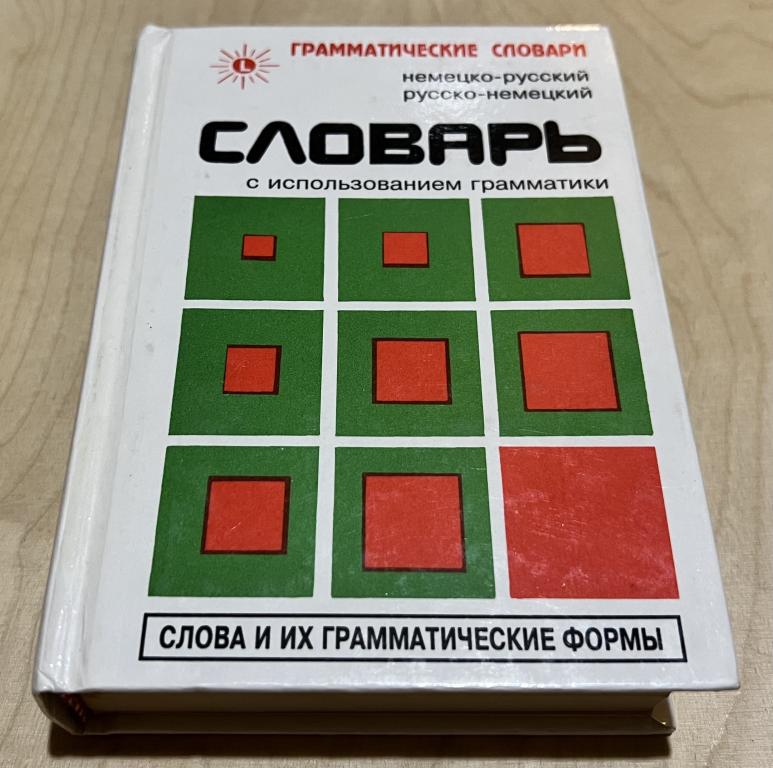 L
ГРАММАТИЧЕСКИЕ СЛОВАРИ
немецко-русский
русско-немецкий
СЛОВАРЬ
с использованием грамматики
СЛОВА И ИХ ГРАММАТИЧЕСКИЕ ФОРМЫ